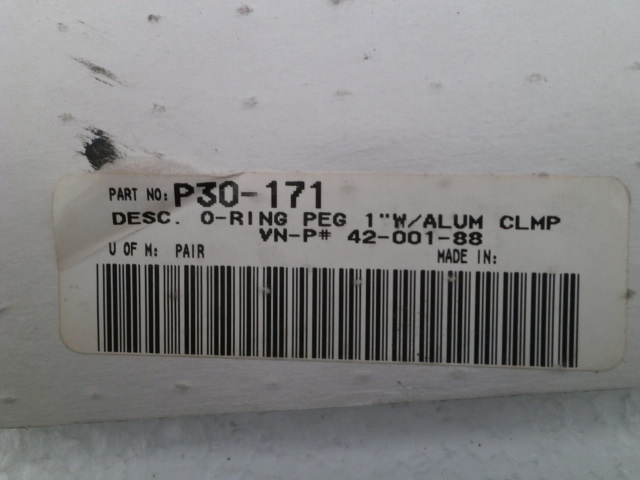 PART NO: P30-171
DESC. O-RING PEG 1"W/ALUM CLMP
VN-P# 42-001-88
U OF M: PAIR MADE IN: